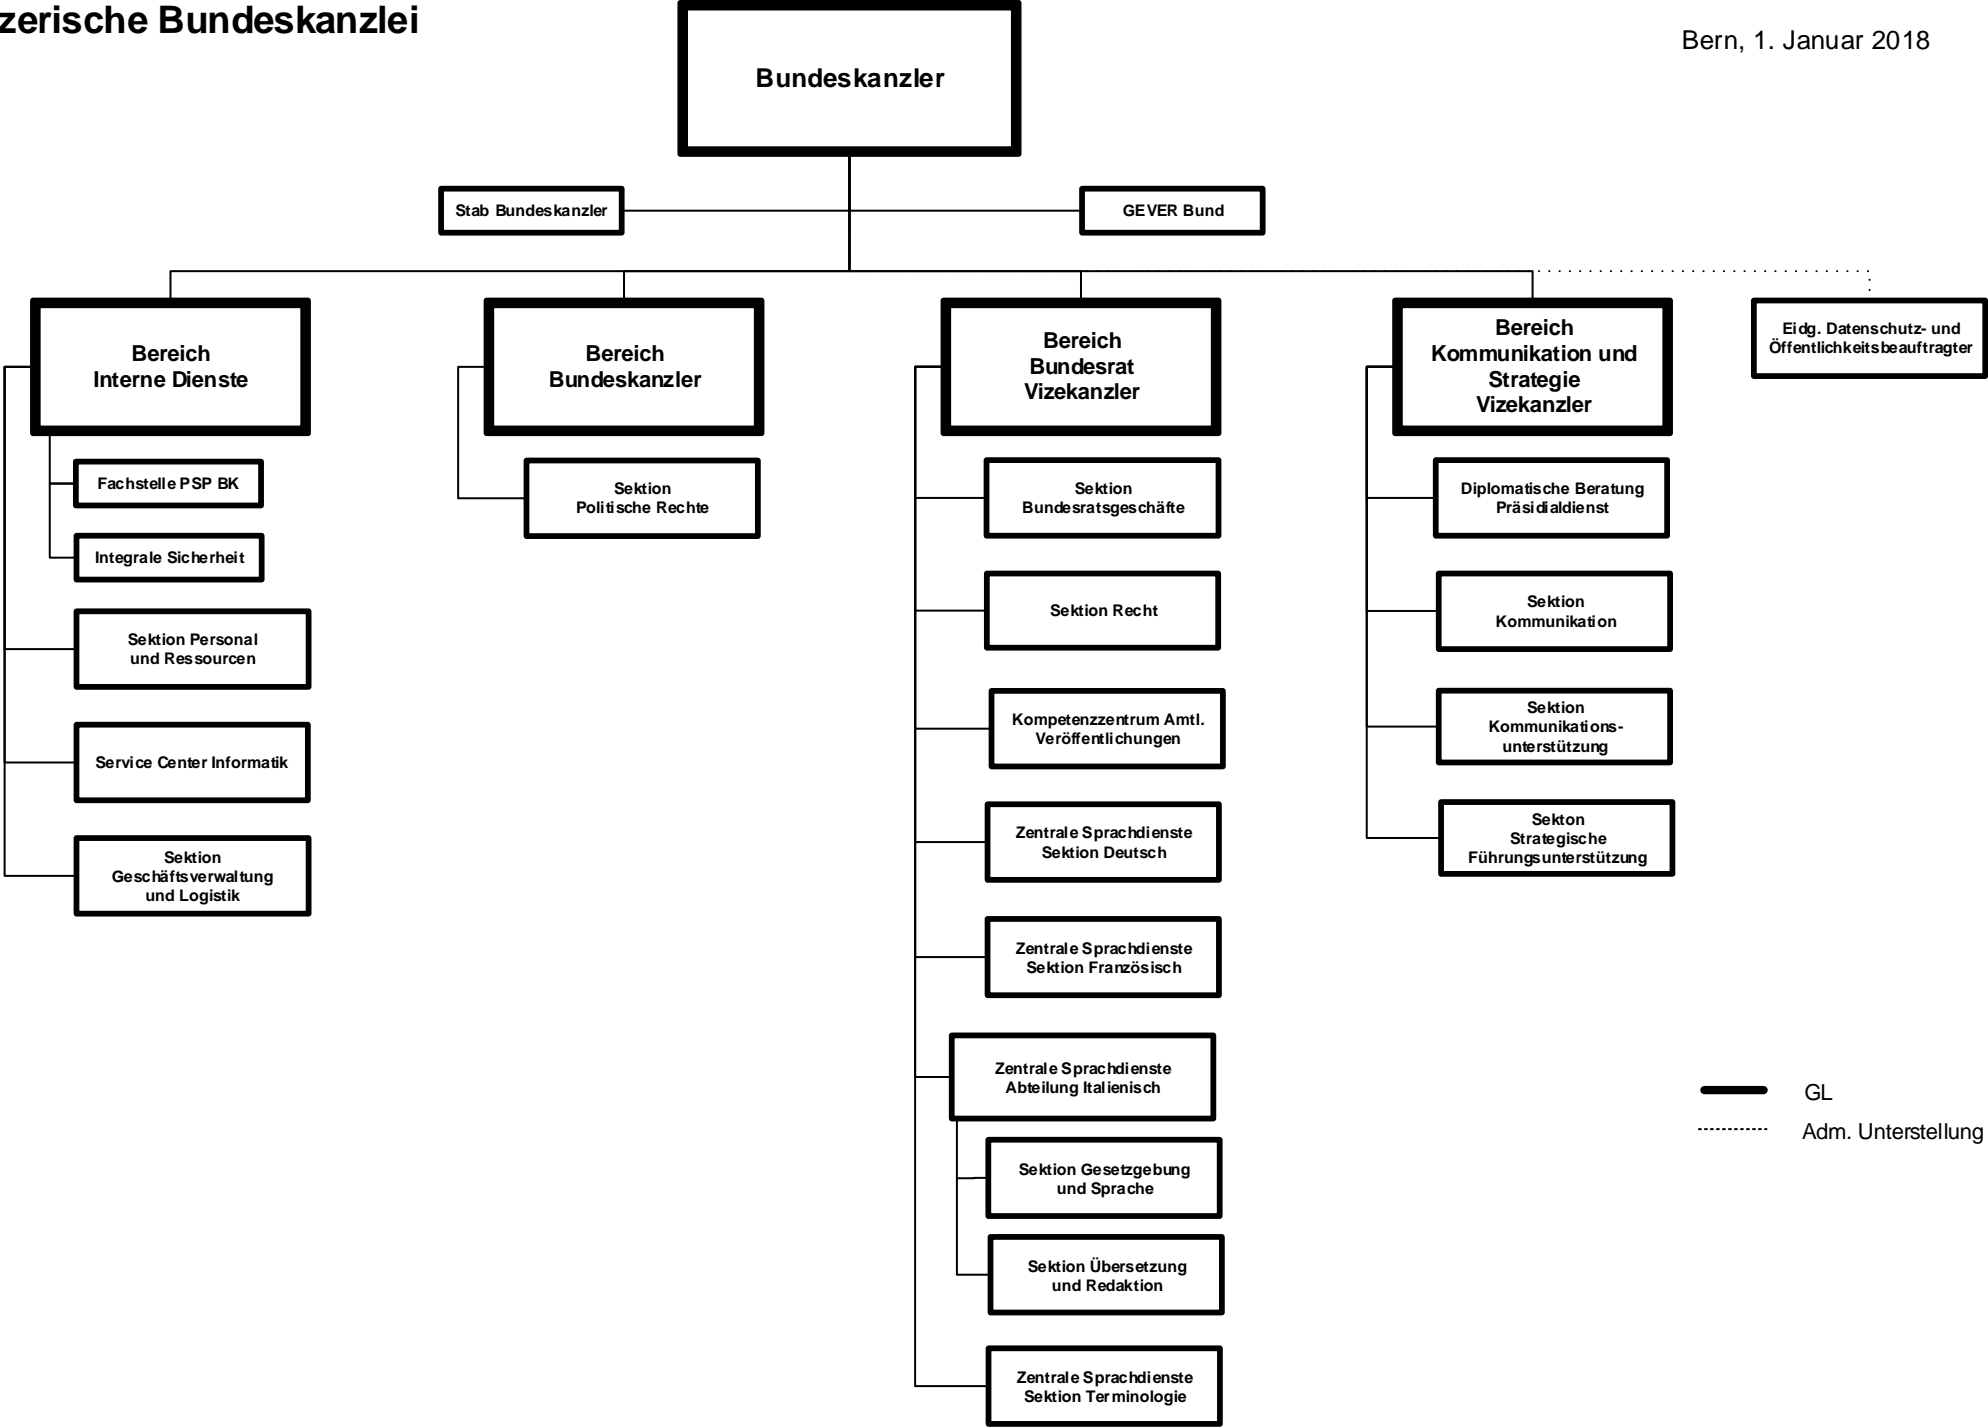 zerische Bundeskanzlei
Bern, 1. Januar 2018
Bundeskanzler
Stab Bundeskanzler
GEVER Bund
Bereich
Interne Dienste
Fachstelle PSP BK
Integrale Sicherheit
Sektion Personal
und Ressourcen
Service Center Informatik
Sektion
Geschäftsverwaltung
und Logistik
Bereich
Bundeskanzler
Sektion
Politische Rechte
Bereich
Bundesrat
Vizekanzler
Sektion
Bundesratsgeschäfte
Sektion Recht
Kompetenzzentrum Amtl.
Veröffentlichungen
Zentrale Sprachdienste
Sektion Deutsch
Zentrale Sprachdienste
Sektion Französisch
Zentrale Sprachdienste
Abteilung Italienisch
Sektion Gesetzgebung
und Sprache
Sektion Übersetzung
und Redaktion
Zentrale Sprachdienste
Sektion Terminologie
Bereich
Kommunikation und
Strategie
Vizekanzler
Diplomatische Beratung
Präsidialdienst
Sektion
Kommunikation
Sektion
Kommunikations-
unterstützung
Sekton
Strategische
Führungsunterstützung
Eidg. Datenschutz- und
Öffentlichkeitsbeauftragter
GL
Adm. Unterstellung